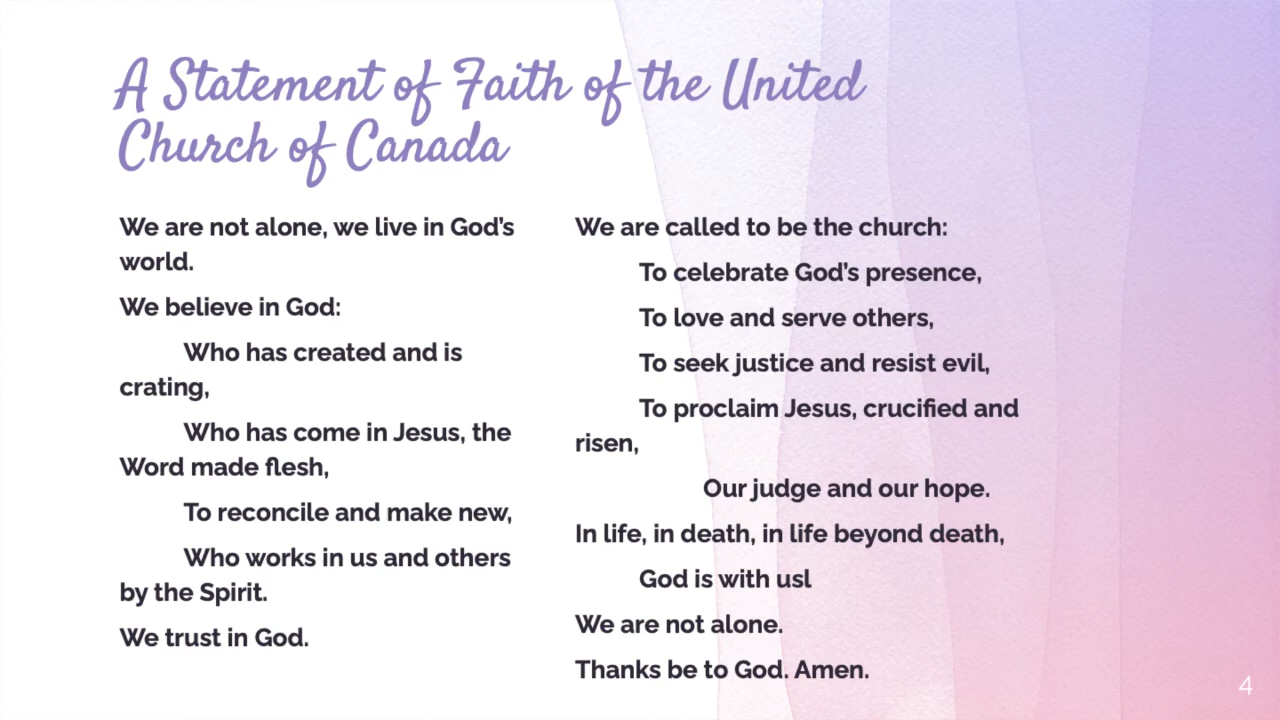 A Statement of Faith of the United
Church of Canada
We are not alone, we live in God’s
world.
We believe in God:
Who has created and is
crating,
Who has come in Jesus, the
Word made flesh,
To reconcile and make new,
Who works in us and others
by the Spirit.
We trust in God.
We are called to be the church:
To celebrate God’s presence,
To love and serve others,
To seek justice and resist evil,
To proclaim Jesus, crucified and
risen,
Our judge and our hope.
In life, in death, in life beyond death,
God is with usl
We are not alone.
Thanks be to God. Amen.
4